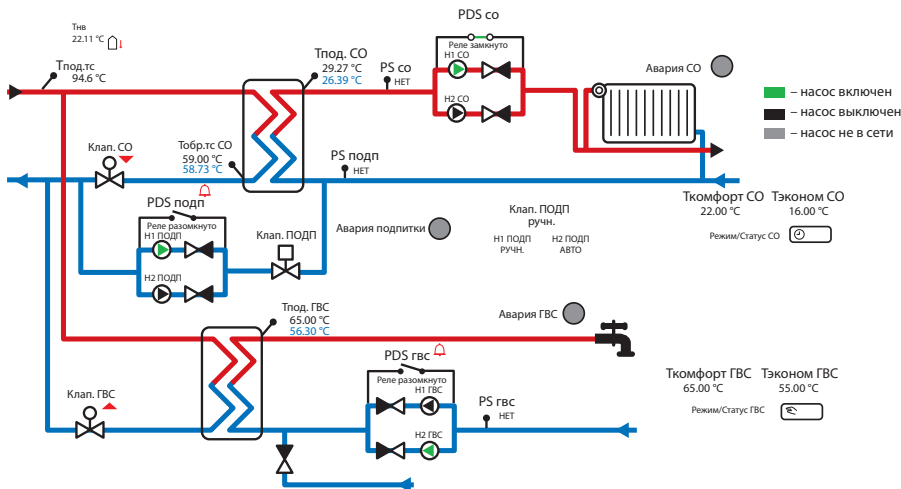 PDS со
Тнв
22.11 °C
Реле замкнуто
Н1 СО
Тпод.тс
94.6 °C
Тпод. СО
29.27 °C
26.39 °C
PS со
НЕТ
Авария СО
– насос включен
– насос выключен
– насос не в сети
Н2 СО
Клап. СО
Тобр.тс СО
59.00 °C
58.73 °C
PS подп
НЕТ
PDS подп
Реле разомкнуто
Н1 ПОДП
Клап. ПОДП
Авария подпитки
Клап. ПОДП
ручн.
Н1 ПОДП
РУЧН.
Н2 ПОДП
АВТО
Ткомфорт СО
22.00 °C
Тэконом СО
16.00 °C
Режим/Статус СО
Н2 ПОДП
Тпод. ГВС
65.00 °C
56.30 °C
Авария ГВС
PDS гвс
Реле разомкнуто
Н1 ГВС
Клап. ГВС
PS гвс
НЕТ
Н2 ГВС
Ткомфорт ГВС
65.00 °C
Тэконом ГВС
55.00 °C
Режим/Статус ГВС